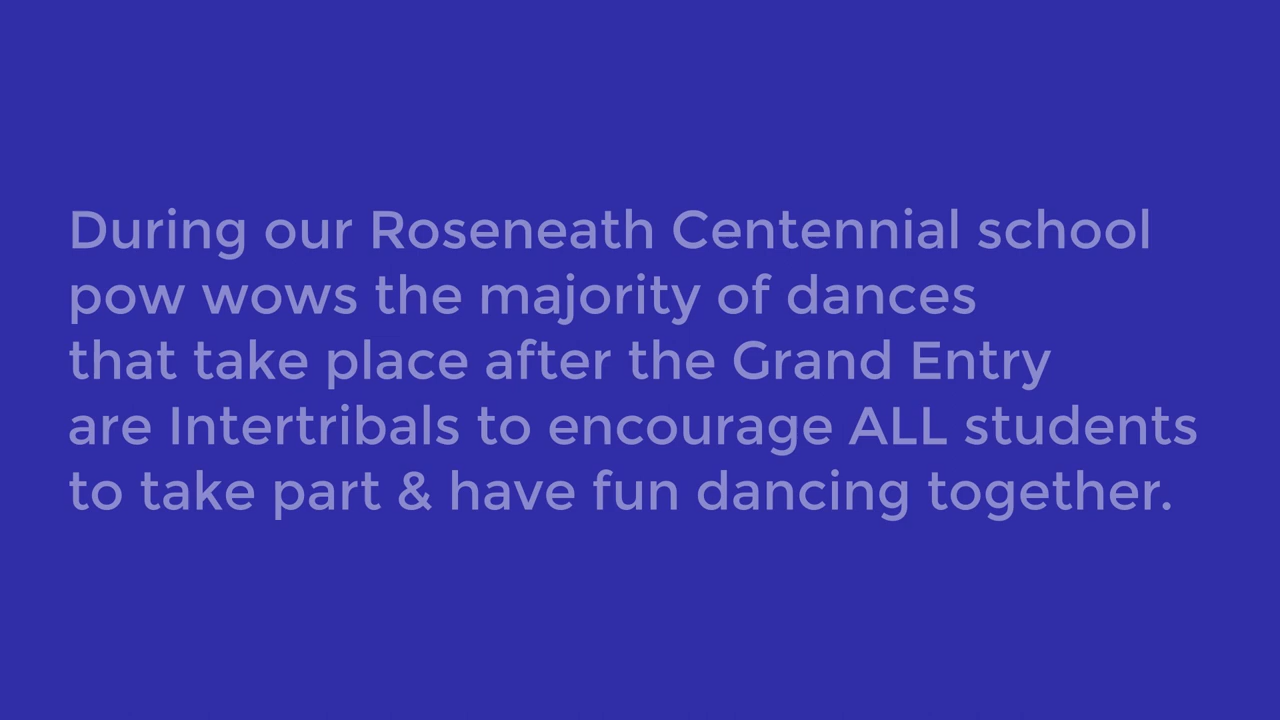 During our Roseneath Centennial school
pow wows the majority of dances
that take place after the Grand Entry
are Intertribals to encourage ALL students
to take part & have fun dancing together.